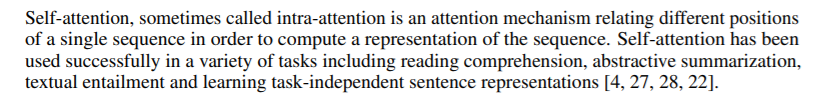 Self-attention, sometimes called intra-attention is an attention mechanism relating different positions
of a single sequence in order to compute a representation of the sequence. Self-attention has been
used successfully in a variety of tasks including reading comprehension, abstractive summarization,
textual entailment and learning task-independent sentence representations [4, 27, 28, 22].